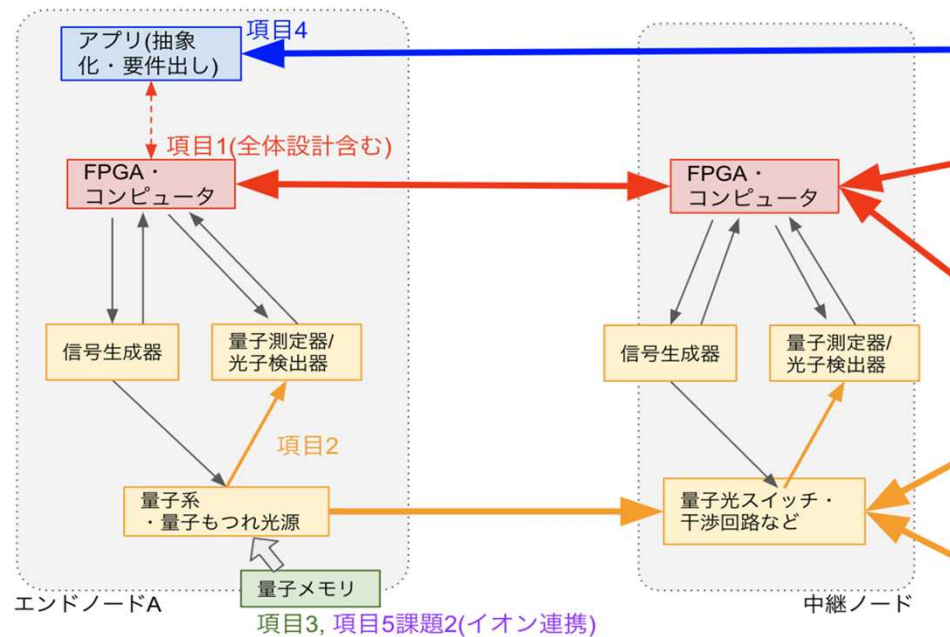 項目4
アプリ(抽象
化・要件出し)
項目1(全体設計含む)
FPGA・
コンピュータ
FPGA・
コンピュータ
信号生成器
量子測定器/
光子検出器
信号生成器
量子測定器/
光子検出器
項目2
量子系
・量子もつれ光源
量子光スイッチ・
干渉回路など
量子メモリ
エンドノードA
中継ノード
項目3, 項目5課題2(イオン連携)